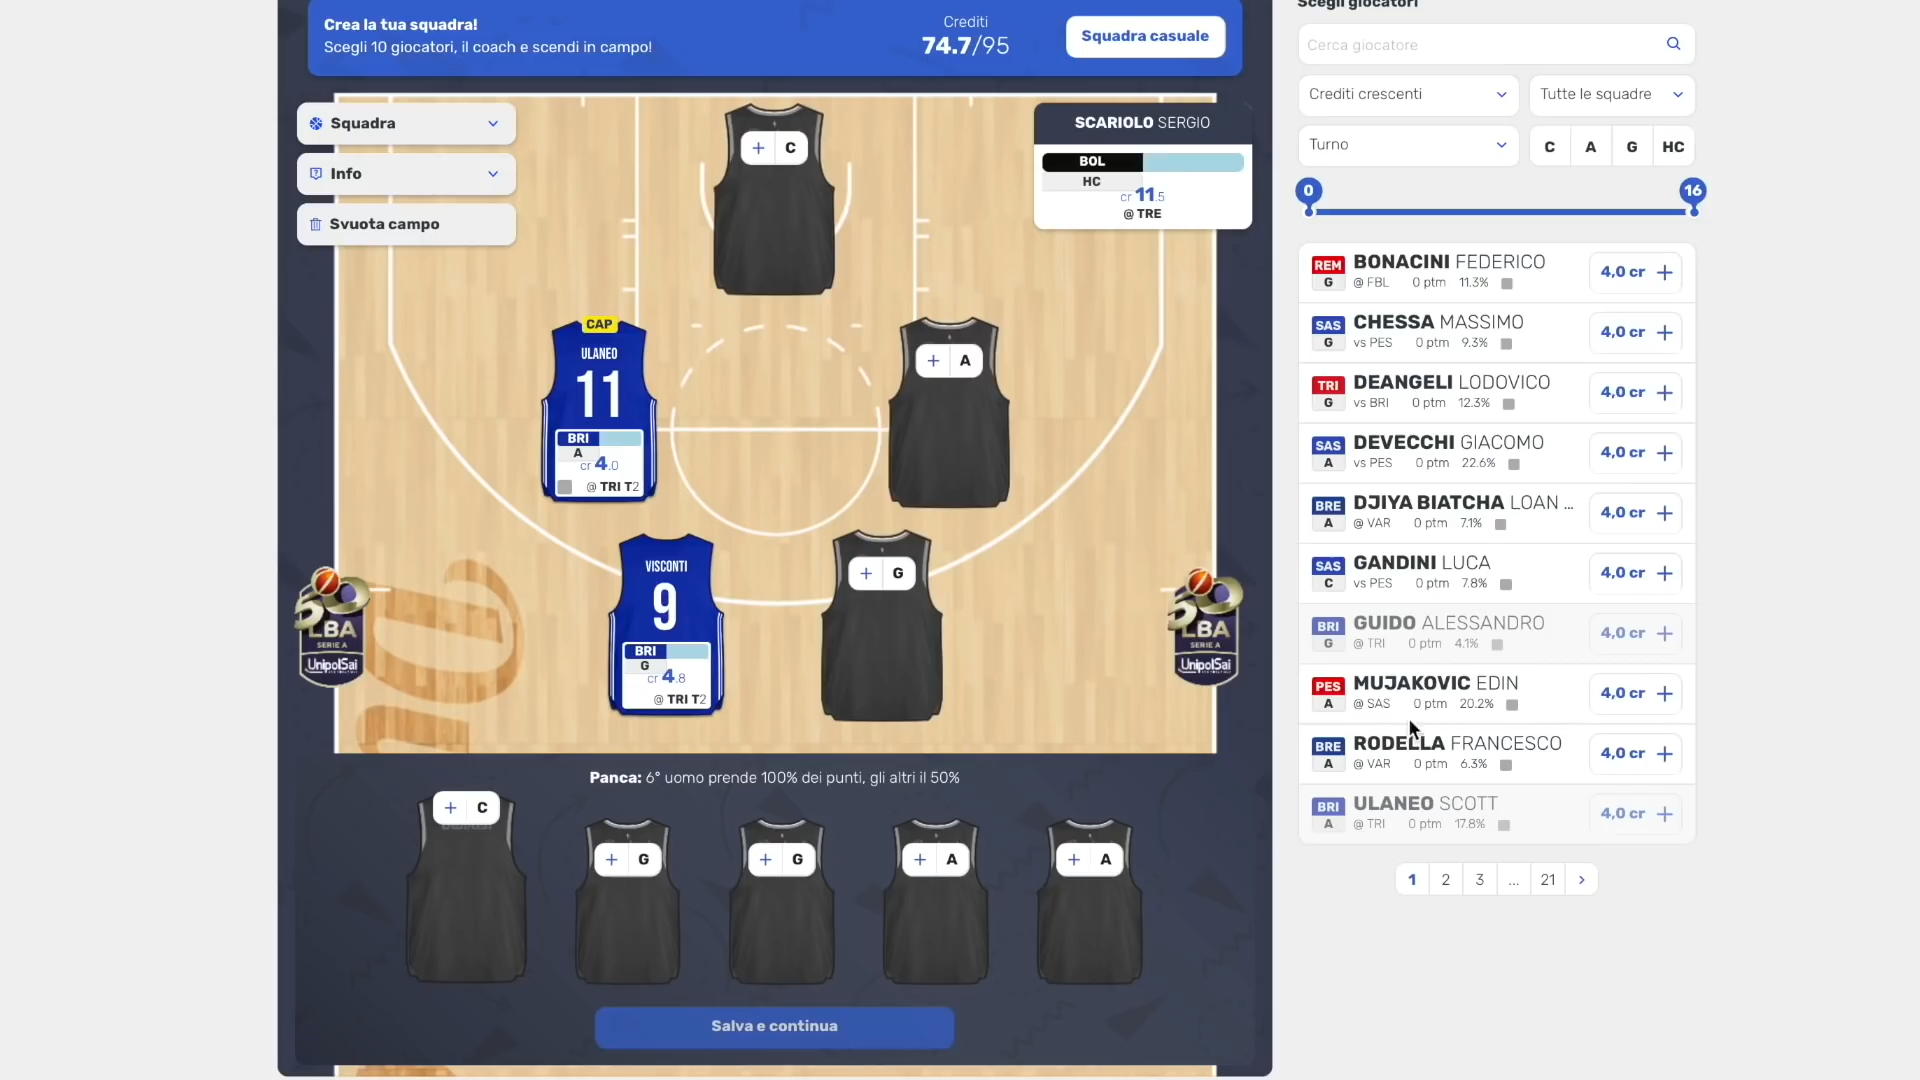 Crea la tua squadra!
Scegli 10 giocatori, il coach e scendi in campo!
Crediti
74.7/95
Squadra casuale
Squadra
Info
Svuota campo
+ C
SCARIOLO SERGIO
BOL
HC
cr 11.5
@ TRE
CAP
ULANEO
11
BRI
A
cr 4.0
@ TRI T2
+ A
VISCONTI
9
BRI
G
cr 4.8
@ TRI T2
+ G
LBA
SERIE A
UnipolSai
LBA
SERIE A
UnipolSai
Panca: 6° uomo prende 100% dei punti, gli altri il 50%
+ C
+ G
+ G
+ A
+ A
Salva e continua
Scegli giocatori
Cerca giocatore
Crediti crescenti
Tutte le squadre
Turno
C A G HC
0 16
REM BONACINI FEDERICO 4,0 cr +
G @ FBL 0 ptm 11.3%
SAS CHESSA MASSIMO 4,0 cr +
G vs PES 0 ptm 9.3%
TRI DEANGELI LODOVICO 4,0 cr +
G vs BRI 0 ptm 12.3%
SAS DEVECCHI GIACOMO 4,0 cr +
A vs PES 0 ptm 22.6%
BRE DJIYA BIATCHA LOAN ... 4,0 cr +
A @ VAR 0 ptm 7.1%
SAS GANDINI LUCA 4,0 cr +
C vs PES 0 ptm 7.8%
BRI GUIDO ALESSANDRO 4,0 cr +
G @ TRI 0 ptm 4.1%
PES MUJAKOVIC EDIN 4,0 cr +
A @ SAS 0 ptm 20.2%
BRE RODELLA FRANCESCO 4,0 cr +
A @ VAR 0 ptm 6.3%
BRI ULANEO SCOTT 4,0 cr +
A @ TRI 0 ptm 17.8%
1 2 3 ... 21 >